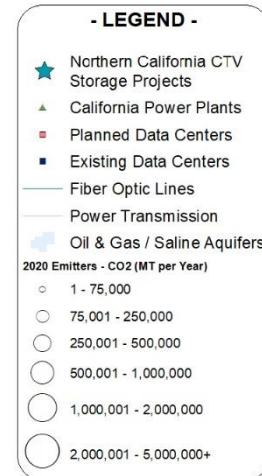 - LEGEND -
Northern California CTV
Storage Projects
California Power Plants
Planned Data Centers
Existing Data Centers
Fiber Optic Lines
Power Transmission
Oil & Gas / Saline Aquifers
2020 Emitters - CO2 (MT per Year)
1 - 75,000
75,001 - 250,000
250,001 - 500,000
500,001 - 1,000,000
1,000,001 - 2,000,000
2,000,001 - 5,000,000+